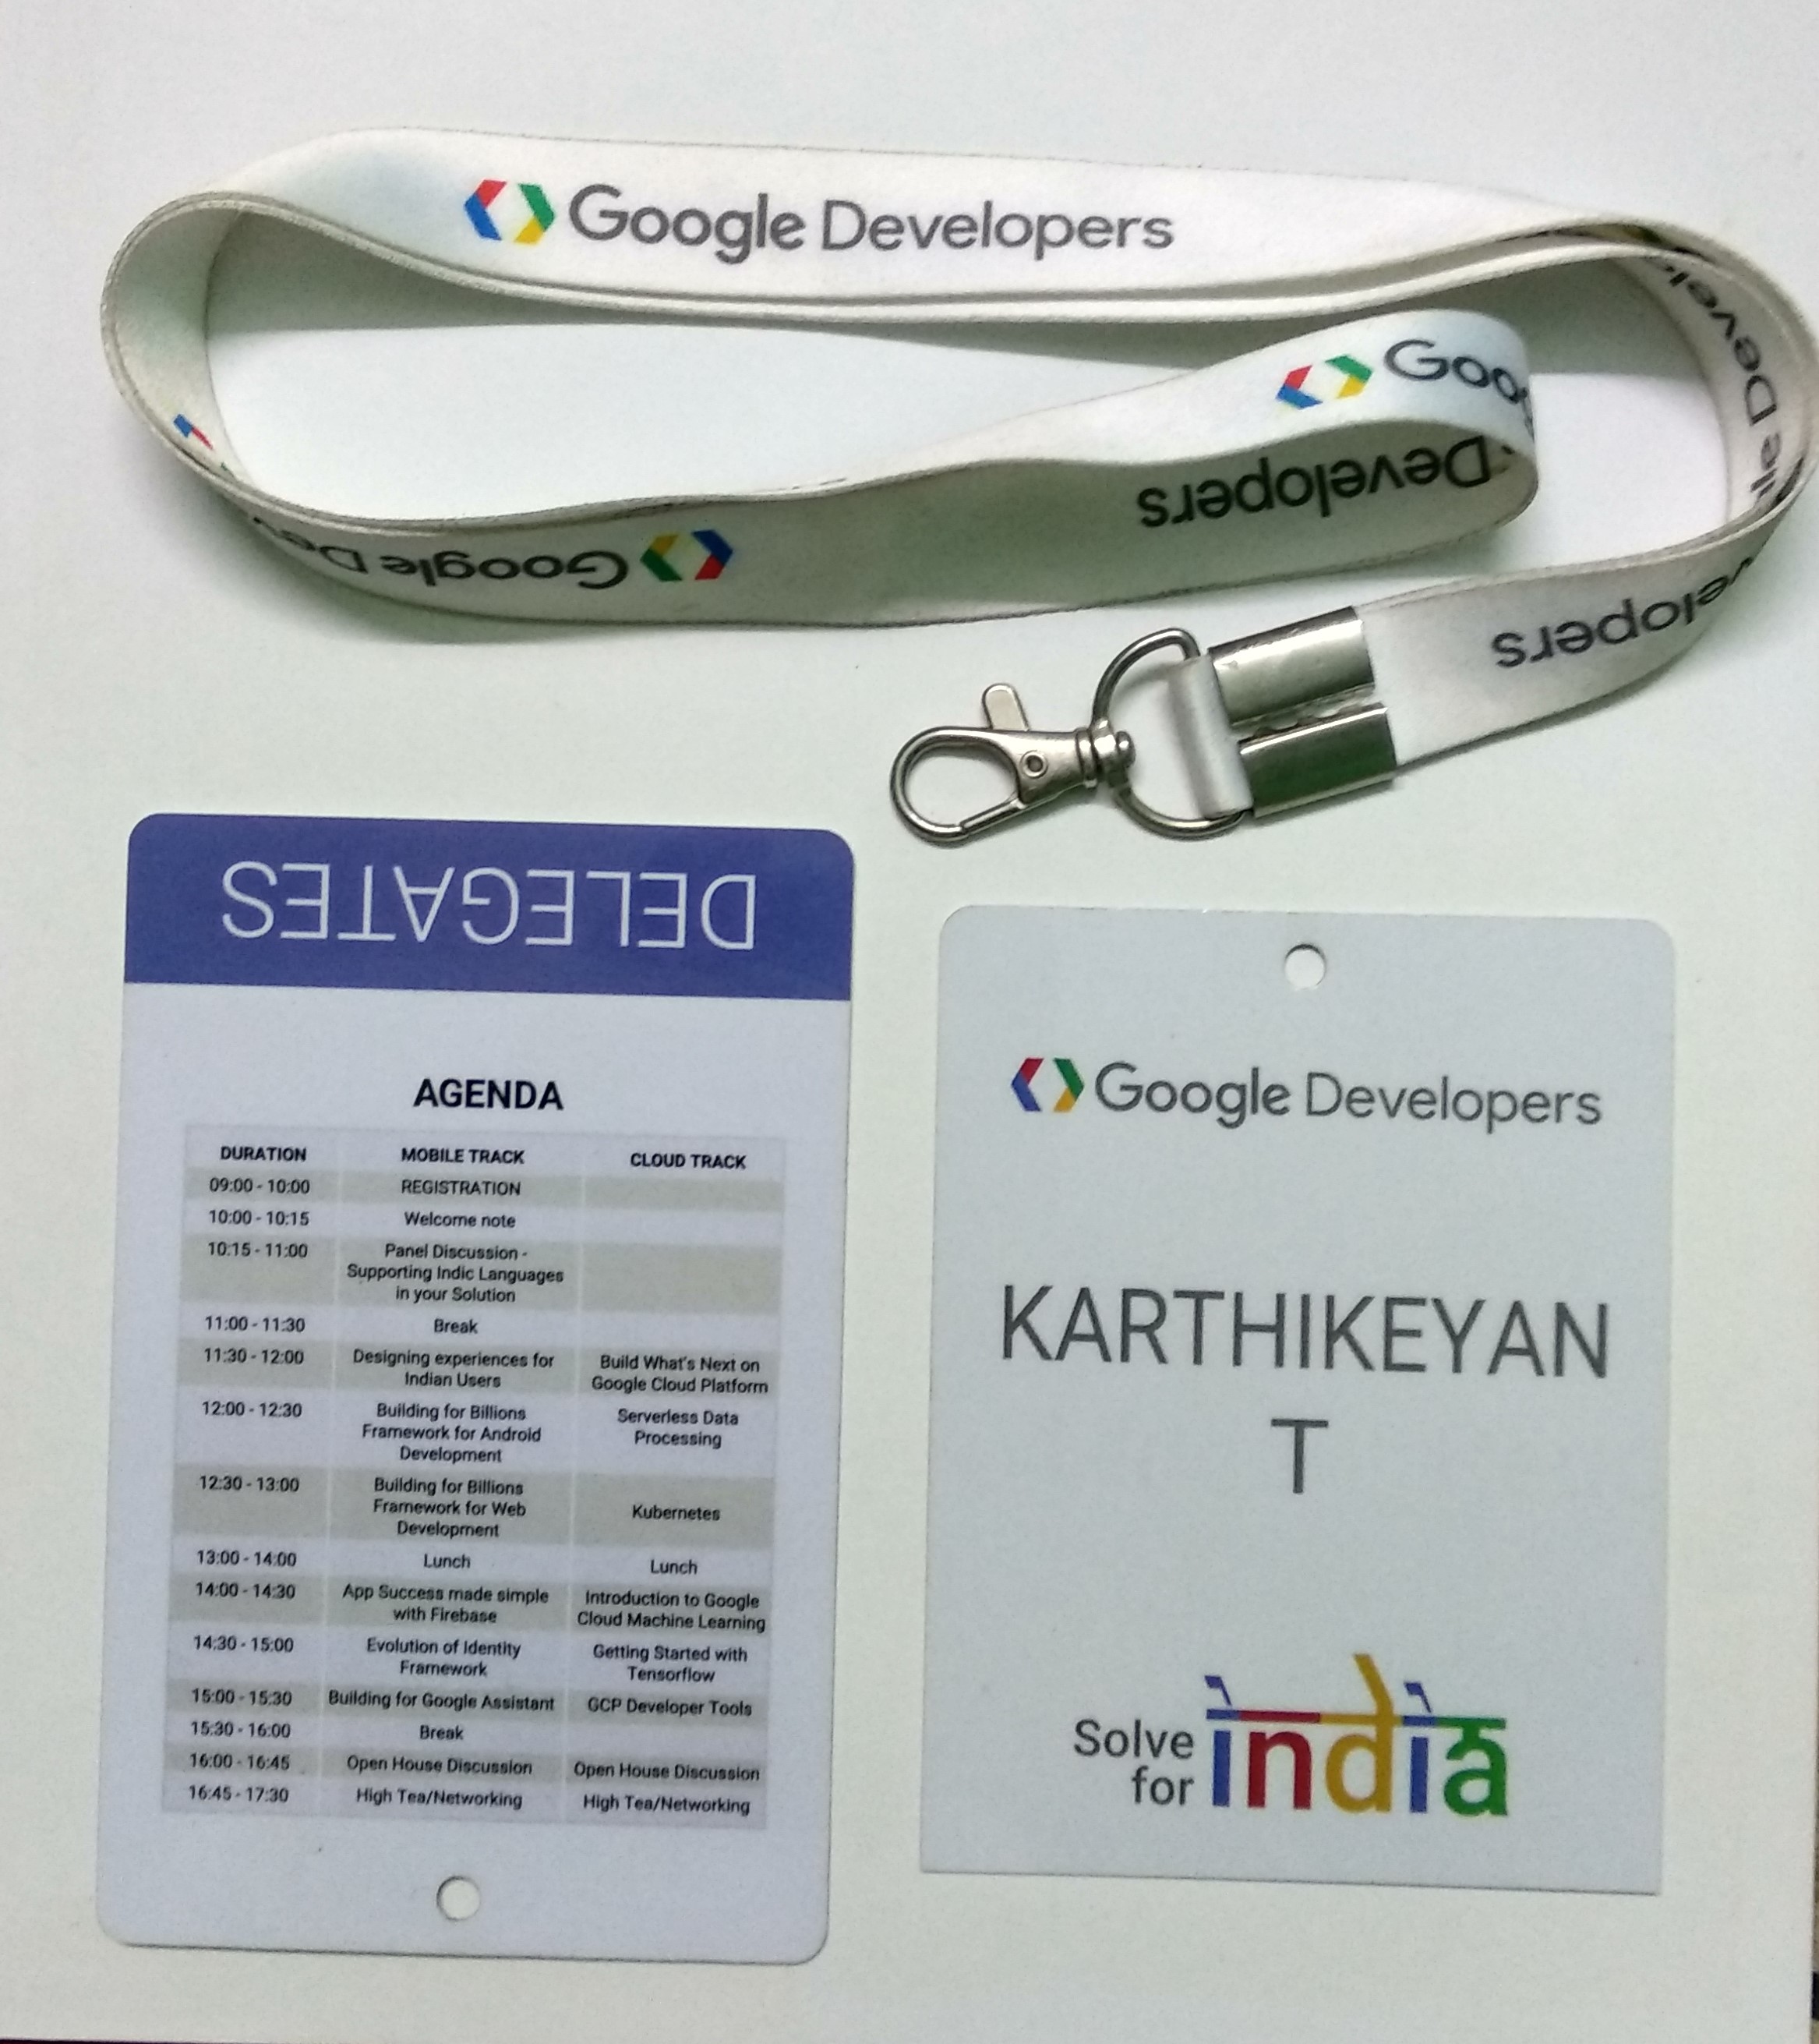 Google Developers
Goo
Developers
Google De
Developers
velopers
DELEGATES
AGENDA
DURATION MOBILE TRACK CLOUD TRACK
09:00 - 10:00 REGISTRATION
10:00 - 10:15 Welcome note
10:15 - 11:00 Panel Discussion -
Supporting Indic Languages
in your Solution
11:00 - 11:30 Break
11:30 - 12:00 Designing experiences for
Indian Users
Build What's Next on
Google Cloud Platform
12:00 - 12:30 Building for Billions
Framework for Android
Development
Serverless Data
Processing
12:30 - 13:00 Building for Billions
Framework for Web
Development
Kubernetes
13:00 - 14:00 Lunch Lunch
14:00 - 14:30 App Success made simple
with Firebase
Introduction to Google
Cloud Machine Learning
14:30 - 15:00 Evolution of Identity
Framework
Getting Started with
Tensorflow
15:00 - 15:30 Building for Google Assistant GCP Developer Tools
15:30 - 16:00 Break
16:00 - 16:45 Open House Discussion Open House Discussion
16:45 - 17:30 High Tea/Networking High Tea/Networking
Google Developers
KARTHIKEYAN
T
Solve
for india